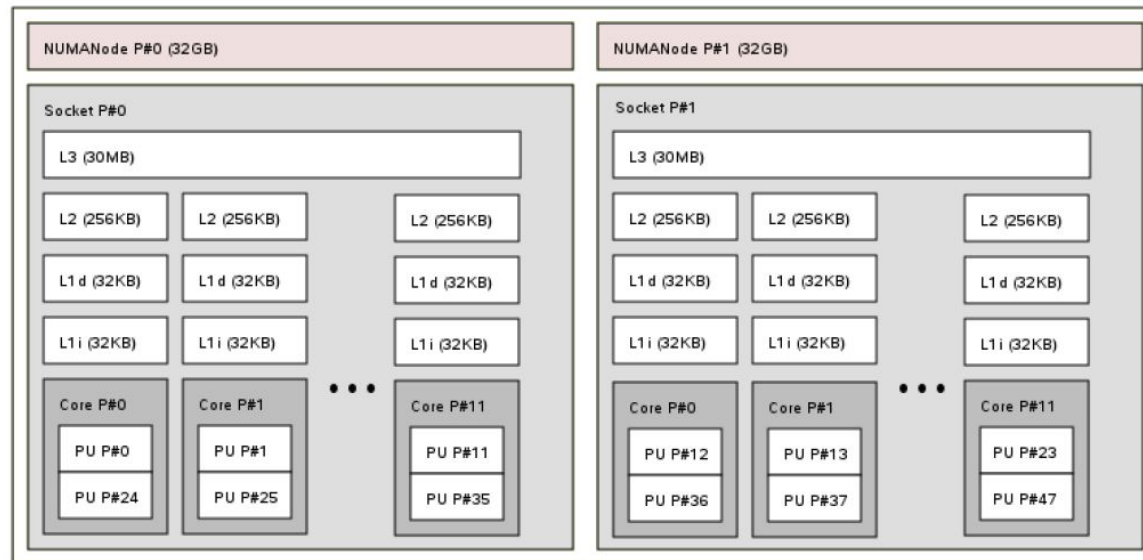 NUMANode P#0 (32GB)
Socket P#0
L3 (30MB)
L2 (256KB) L2 (256KB) L2 (256KB)
L1d (32KB) L1d (32KB) L1d (32KB)
L1i (32KB) L1i (32KB) L1i (32KB)
Core P#0 Core P#1 Core P#11
PU P#0 PU P#1 PU P#11
PU P#24 PU P#25 PU P#35
NUMANode P#1 (32GB)
Socket P#1
L3 (30MB)
L2 (256KB) L2 (256KB) L2 (256KB)
L1d (32KB) L1d (32KB) L1d (32KB)
L1i (32KB) L1i (32KB) L1i (32KB)
Core P#0 Core P#1 Core P#11
PU P#12 PU P#13 PU P#23
PU P#36 PU P#37 PU P#47